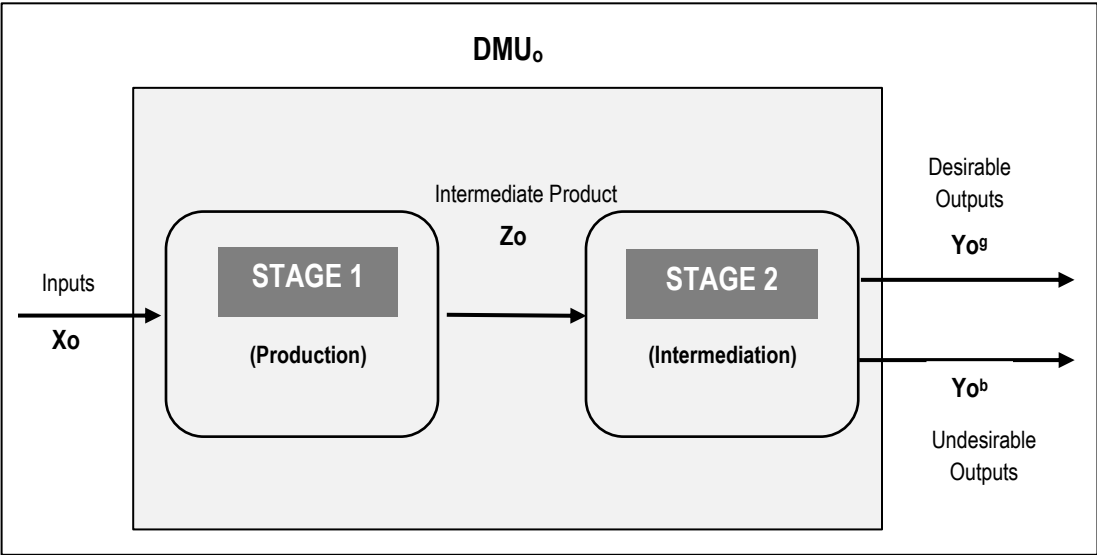 DMUₒ
Inputs
Xo
STAGE 1
(Production)
Intermediate Product
Zo
STAGE 2
(Intermediation)
Desirable
Outputs
Yoᵍ
Yoᵇ
Undesirable
Outputs